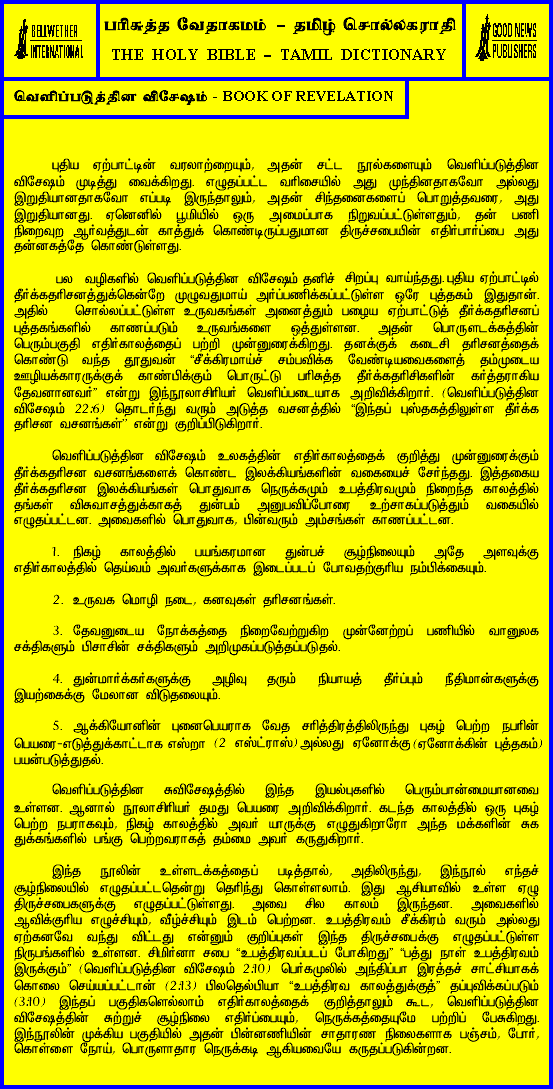 BELLWETHER
INTERNATIONAL
பரிசுத்த வேதாகமம் – தமிழ் சொல்லகராதி
THE HOLY BIBLE – TAMIL DICTIONARY
GOOD NEWS
PUBLISHERS
வெளிப்படுத்தின விசேஷம் - BOOK OF REVELATION
புதிய ஏற்பாட்டின் வரலாற்றையும், அதன் சட்ட நூல்களையும் வெளிப்படுத்தின
விசேஷம் முடித்து வைக்கிறது. எழுதப்பட்ட வரிசையில் அது முந்தினதாகவோ அல்லது
இறுதியானதாகவோ எப்படி இருந்தாலும், அதன் சிந்தனைகளைப் பொறுத்தவரை, அது
இறுதியானது. ஏனெனில் பூமியில் ஒரு அமைப்பாக நிறுவப்பட்டுள்ளதும், தன் பணி
நிறைவுற ஆர்வத்துடன் காத்துக் கொண்டிருப்பதுமான திருச்சபையின் எதிர்பார்ப்பை அது
தன்னகத்தே கொண்டுள்ளது.
பல வழிகளில் வெளிப்படுத்தின விசேஷம் தனிச் சிறப்பு வாய்ந்தது. புதிய ஏற்பாட்டில்
தீர்க்கதரிசனத்துக்கென்றே முழுவதுமாய் அர்ப்பணிக்கப்பட்டுள்ள ஒரே புத்தகம் இதுதான்.
அதில் சொல்லப்பட்டுள்ள உருவகங்கள் அனைத்தும் பழைய ஏற்பாட்டுத் தீர்க்கதரிசனப்
புத்தகங்களில் காணப்படும் உருவங்களை ஒத்துள்ளன. அதன் பொருளடக்கத்தின்
பெரும்பகுதி எதிர்காலத்தைப் பற்றி முன்னுரைக்கிறது. தனக்குக் கடைசி தரிசனத்தைக்
கொண்டு வந்த தூதுவன் “சீக்கிரமாய்ச் சம்பவிக்க வேண்டியவைகளைத் தம்முடைய
ஊழியக்காரருக்குக் காண்பிக்கும் பொருட்டு பரிசுத்த தீர்க்கதரிசிகளின் கர்த்தராகிய
தேவனானவர்” என்று இந்நூலாசிரியர் வெளிப்படையாக அறிவிக்கிறார். (வெளிப்படுத்தின
விசேஷம் 22:6) தொடர்ந்து வரும் அடுத்த வசனத்தில் “இந்தப் புஸ்தகத்திலுள்ள தீர்க்க
தரிசன வசனங்கள்” என்று குறிப்பிடுகிறார்.
வெளிப்படுத்தின விசேஷம் உலகத்தின் எதிர்காலத்தைக் குறித்து முன்னுரைக்கும்
தீர்க்கதரிசன வசனங்களைக் கொண்ட இலக்கியங்களின் வகையைச் சேர்ந்தது. இத்தகைய
தீர்க்கதரிசன இலக்கியங்கள் பொதுவாக நெருக்கமும் உபத்திரவமும் நிறைந்த காலத்தில்
தங்கள் விசுவாசத்துக்காகத் துன்பம் அனுபவிப்போரை உற்சாகப்படுத்தும் வகையில்
எழுதப்பட்டன. அவைகளில் பொதுவாக, பின்வரும் அம்சங்கள் காணப்பட்டன.
1. நிகழ் காலத்தில் பயங்கரமான துன்பச் சூழ்நிலையும் அதே அளவுக்கு
எதிர்காலத்தில் தெய்வம் அவர்களுக்காக இடைப்படப் போவதற்குரிய நம்பிக்கையும்.
2. உருவக மொழி நடை, கனவுகள் தரிசனங்கள்.
3. தேவனுடைய நோக்கத்தை நிறைவேற்றுகிற முன்னேற்றப் பணியில் வானுலக
சக்திகளும் பிசாசின் சக்திகளும் அறிமுகப்படுத்தப்படுதல்.
4. துன்மார்க்கர்களுக்கு அழிவு தரும் நியாயத் தீர்ப்பும் நீதிமான்களுக்கு
இயற்கைக்கு மேலான விடுதலையும்.
5. ஆக்கியோனின் புனைபெயராக வேத சரித்திரத்திலிருந்து புகழ் பெற்ற நபரின்
பெயரை-எடுத்துக்காட்டாக எஸ்றா (2 எஸ்ட்ராஸ்) அல்லது ஏனோக்கு (ஏனோக்கின் புத்தகம்)
பயன்படுத்துதல்.
வெளிப்படுத்தின சுவிசேஷத்தில் இந்த இயல்புகளில் பெரும்பான்மையானவை
உள்ளன. ஆனால் நூலாசிரியர் தமது பெயரை அறிவிக்கிறார். கடந்த காலத்தில் ஒரு புகழ்
பெற்ற நபராகவும், நிகழ் காலத்தில் அவர் யாருக்கு எழுதுகிறாரோ அந்த மக்களின் சுக
துக்கங்களில் பங்கு பெற்றவராகத் தம்மை அவர் கருதுகிறார்.
இந்த நூலின் உள்ளடக்கத்தைப் படித்தால், அதிலிருந்து, இந்நூல் எந்தச்
சூழ்நிலையில் எழுதப்பட்டதென்று தெரிந்து கொள்ளலாம். இது ஆசியாவில் உள்ள ஏழு
திருச்சபைகளுக்கு எழுதப்பட்டுள்ளது. அவை சில காலம் இருந்தன. அவைகளில்
ஆவிக்குரிய எழுச்சியும், வீழ்ச்சியும் இடம் பெற்றன. உபத்திரவம் சீக்கிரம் வரும் அல்லது
ஏற்கனவே வந்து விட்டது என்னும் குறிப்புகள் இந்த திருச்சபைக்கு எழுதப்பட்டுள்ள
நிருபங்களில் உள்ளன. சிமிர்னா சபை “உபத்திரவப்படப் போகிறது” “பத்து நாள் உபத்திரவம்
இருக்கும்” (வெளிப்படுத்தின விசேஷம் 2:10) பெர்கமுலில் அந்திப்பா இரத்தச் சாட்சியாகக்
கொலை செய்யப்பட்டான் (2:13) பிலதெல்பியா “உபத்திரவ காலத்துக்குத்” தப்புவிக்கப்படும்
(3:10) இந்தப் பகுதிகளெல்லாம் எதிர்காலத்தைக் குறித்தாலும் கூட, வெளிப்படுத்தின
விசேஷத்தின் சுற்றுச் சூழ்நிலை எதிர்ப்பையும், நெருக்கத்தையுமே பற்றிப் பேசுகிறது.
இந்நூலின் முக்கிய பகுதியில் அதன் பின்னணியின் சாதாரண நிலைகளாக பஞ்சம், போர்,
கொள்ளை நோய், பொருளாதார நெருக்கடி ஆகியவையே கருதப்படுகின்றன.